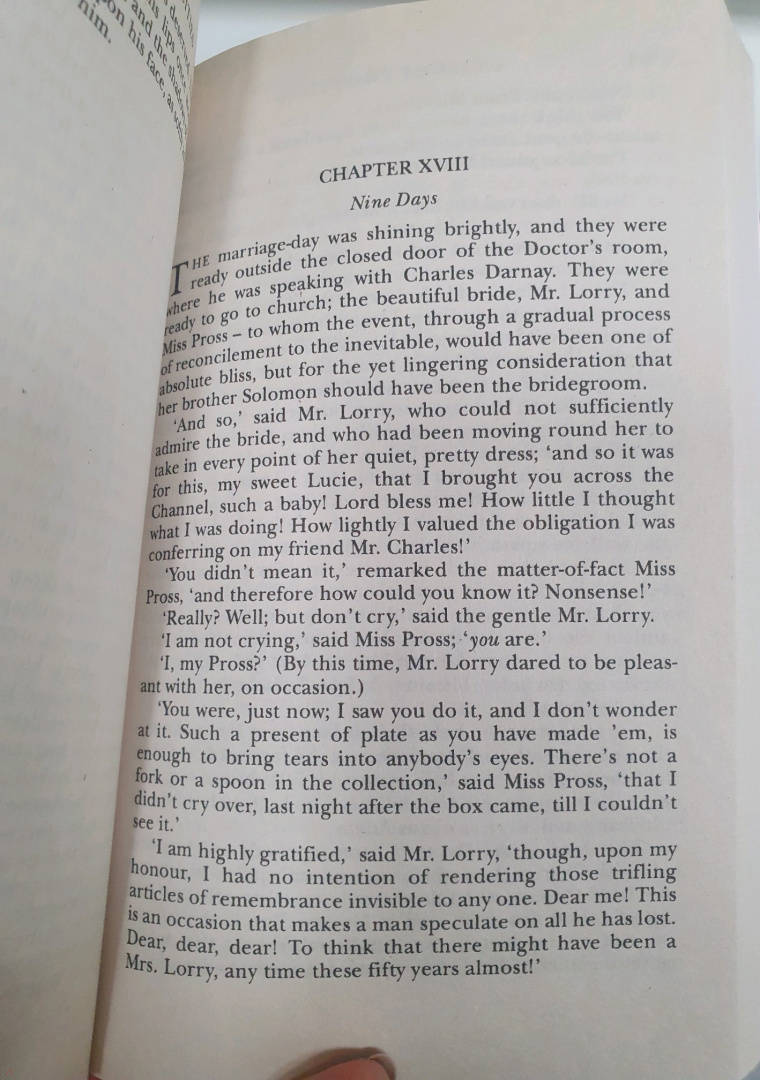 his lips
and the shadow
on his face, as
him.
CHAPTER XVIII
Nine Days
THE marriage-day was shining brightly, and they were
ready outside the closed door of the Doctor's room,
where he was speaking with Charles Darnay. They were
ready to go to church; the beautiful bride, Mr. Lorry, and
Miss Pross – to whom the event, through a gradual process
of reconcilement to the inevitable, would have been one of
absolute bliss, but for the yet lingering consideration that
her brother Solomon should have been the bridegroom.
‘And so,’ said Mr. Lorry, who could not sufficiently
admire the bride, and who had been moving round her to
take in every point of her quiet, pretty dress; ‘and so it was
for this, my sweet Lucie, that I brought you across the
Channel, such a baby! Lord bless me! How little I thought
what I was doing! How lightly I valued the obligation I was
conferring on my friend Mr. Charles!’
‘You didn't mean it,’ remarked the matter-of-fact Miss
Pross, ‘and therefore how could you know it? Nonsense!’
‘Really? Well; but don't cry,’ said the gentle Mr. Lorry.
‘I am not crying,’ said Miss Pross; ‘you are.’
‘I, my Pross?’ (By this time, Mr. Lorry dared to be pleas-
ant with her, on occasion.)
‘You were, just now; I saw you do it, and I don't wonder
at it. Such a present of plate as you have made 'em, is
enough to bring tears into anybody's eyes. There's not a
fork or a spoon in the collection,’ said Miss Pross, ‘that I
didn't cry over, last night after the box came, till I couldn't
see it.’
‘I am highly gratified,’ said Mr. Lorry, ‘though, upon my
honour, I had no intention of rendering those trifling
articles of remembrance invisible to any one. Dear me! This
is an occasion that makes a man speculate on all he has lost.
Dear, dear, dear! To think that there might have been a
Mrs. Lorry, any time these fifty years almost!’